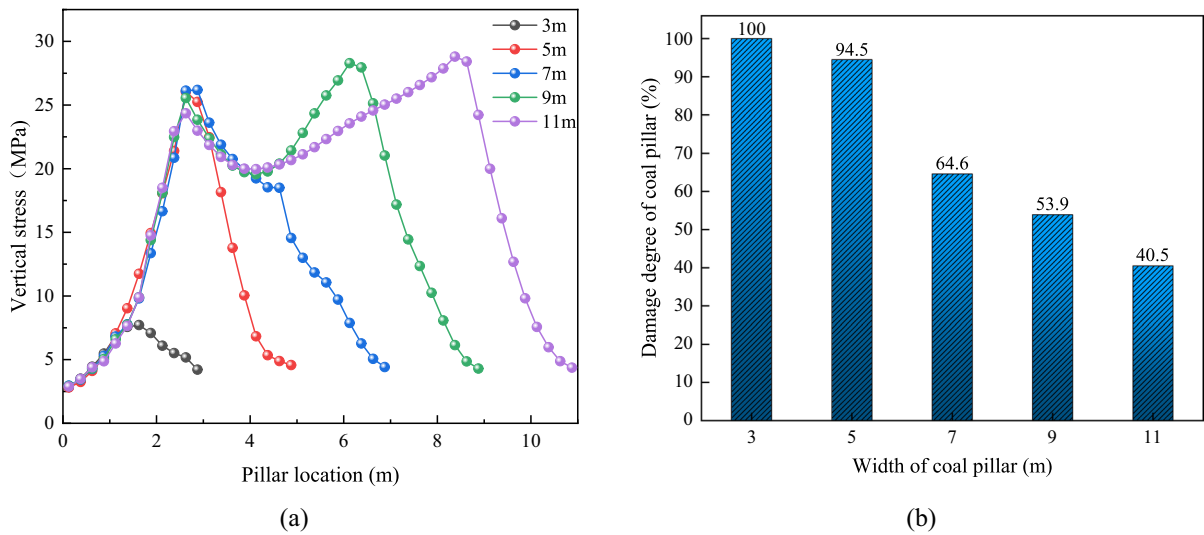 30
25
20
15
10
5
0
0 2 4 6 8 10
Vertical stress（MPa）
Pillar location (m)
3m
5m
7m
9m
11m
(a)
100
90
80
70
60
50
40
30
20
10
0
Damage degree of coal pillar (%)
100
94.5
64.6
53.9
40.5
3 5 7 9 11
Width of coal pillar (m)
(b)